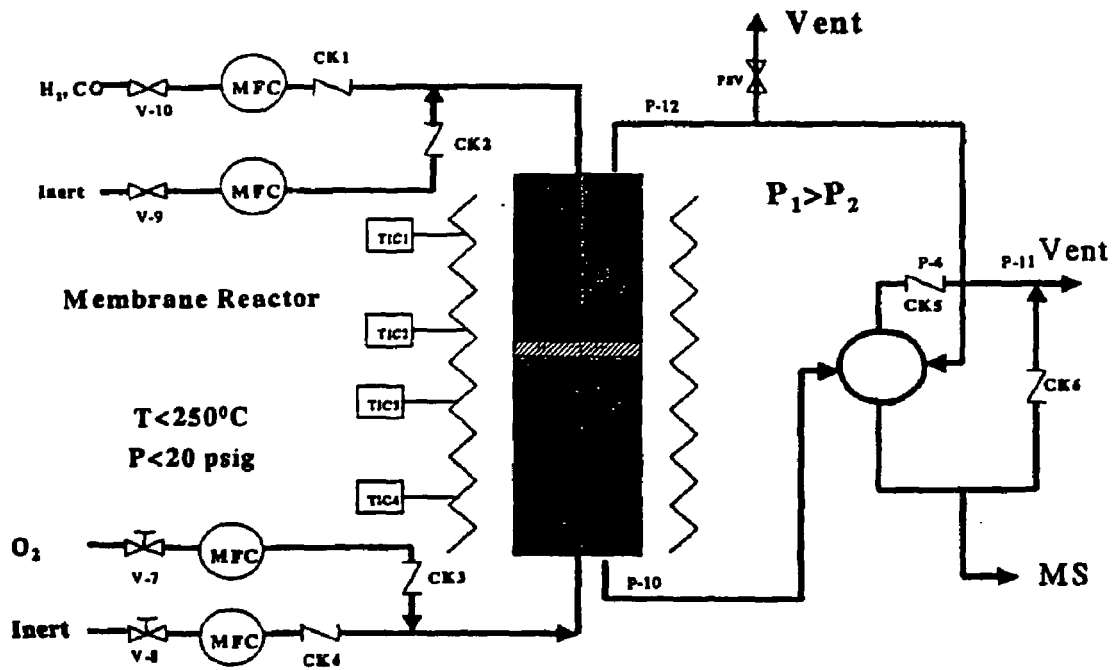 Vent
PSV
CK1
H₂, CO
MFC
V-10
P-12
CK2
Inert
MFC
V-9
P₁>P₂
TIC1
Vent
P-4
P-11
CK5
Membrane Reactor
TIC2
CK6
TIC3
T<250⁰C
P<20 psig
TIC4
O₂
MFC
V-7
CK3
P-10
MS
Inert
MFC
V-8
CK4